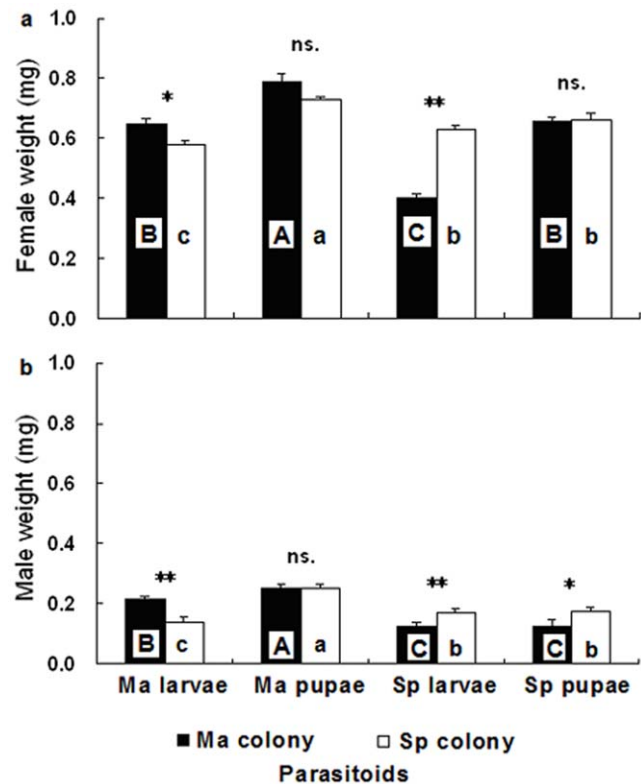 a
Female weight (mg)
1.0
0.8
0.6
0.4
0.2
0.0
*
ns.
**
ns.
B c A a C b B b
b
Male weight (mg)
1.0
0.8
0.6
0.4
0.2
0.0
**
ns.
**
*
B c A a C b C b
Ma larvae Ma pupae Sp larvae Sp pupae
Ma colony Sp colony
Parasitoids